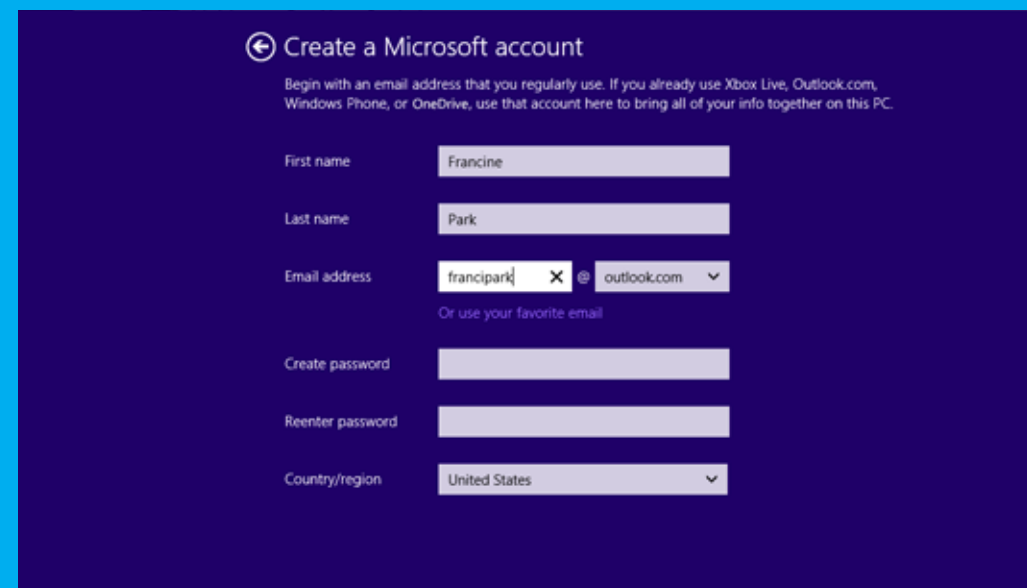 Create a Microsoft account
Begin with an email address that you regularly use. If you already use Xbox Live, Outlook.com,
Windows Phone, or OneDrive, use that account here to bring all of your info together on this PC.
First name Francine
Last name Park
Email address francipark @ outlook.com
Or use your favorite email
Create password
Reenter password
Country/region United States